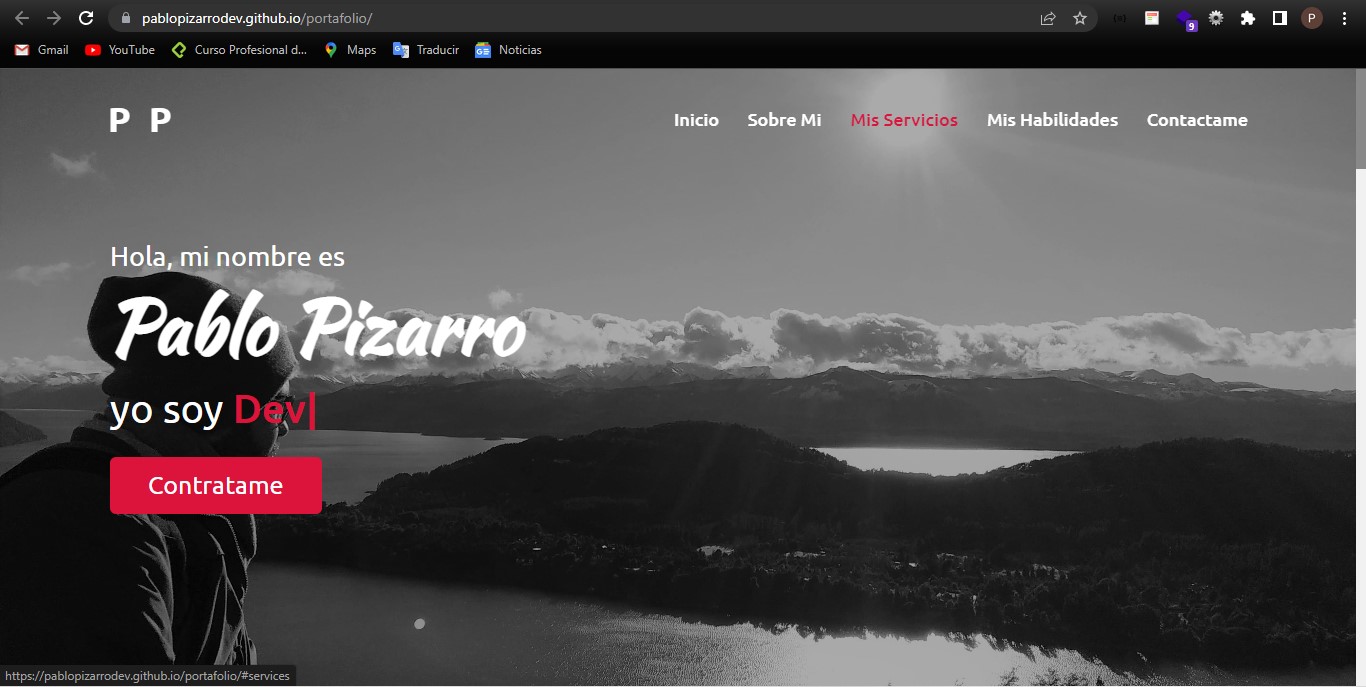 pablopizarrodev.github.io/portafolio/
9
P
Gmail YouTube Curso Profesional d... Maps Traducir Noticias
P P
Inicio Sobre Mi Mis Servicios Mis Habilidades Contactame
Hola, mi nombre es
Pablo Pizarro
yo soy Dev|
Contratame
https://pablopizarrodev.github.io/portafolio/#services